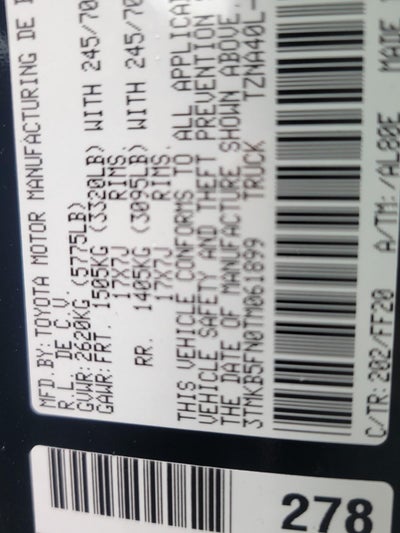 MFD.BY: TOYOTA MOTOR MANUFACTURING DE
R.L. DE C.V.
GVWR: 2620KG (5775LB)
GAWR: FRT. 1505KG (3320LB) WITH 245/70
17X7J RIMS.
RR. 1405KG (3095LB) WITH 245/70
17X7J RIMS.
THIS VEHICLE CONFORMS TO ALL APPLICA
VEHICLE SAFETY AND THEFT PREVENTION
THE DATE OF MANUFACTURE SHOWN ABOVE
3TMKB5FN0TM061899 TRUCK TZNA40L-
C/TR: 202/FF20 A/TM: /AL80E MADE
278